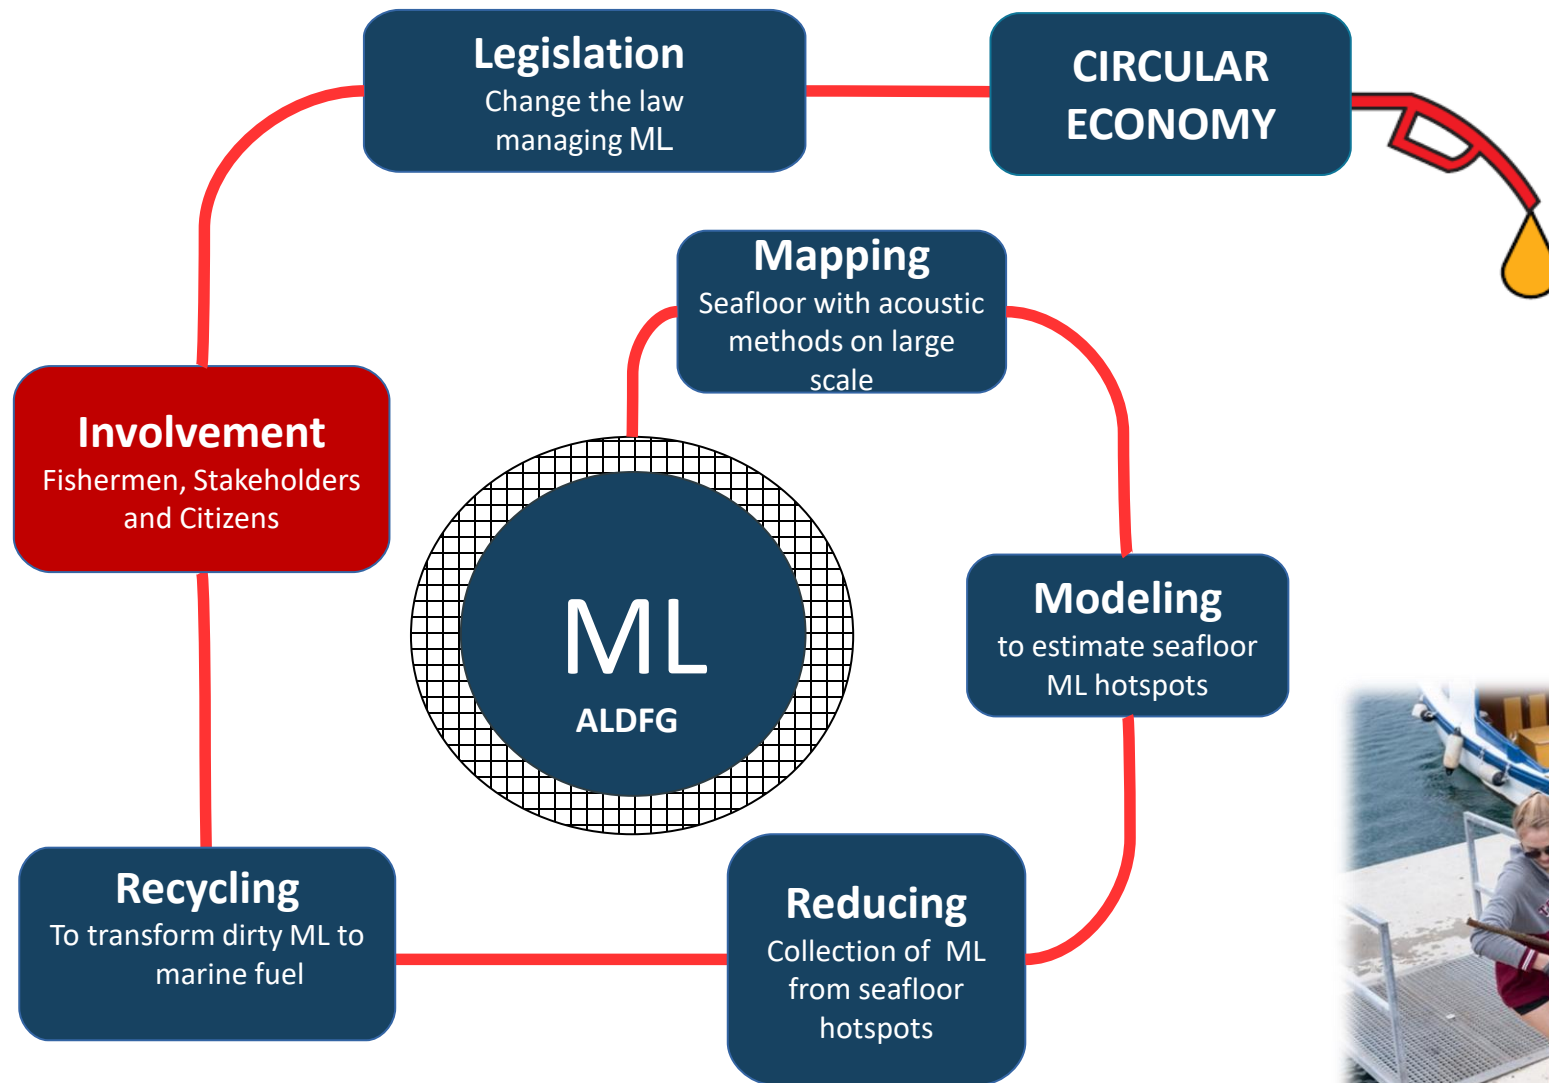 Legislation
Change the law
managing ML
CIRCULAR
ECONOMY
Mapping
Seafloor with acoustic
methods on large
scale
Involvement
Fishermen, Stakeholders
and Citizens
ML
ALDFG
Modeling
to estimate seafloor
ML hotspots
Recycling
To transform dirty ML to
marine fuel
Reducing
Collection of ML
from seafloor
hotspots